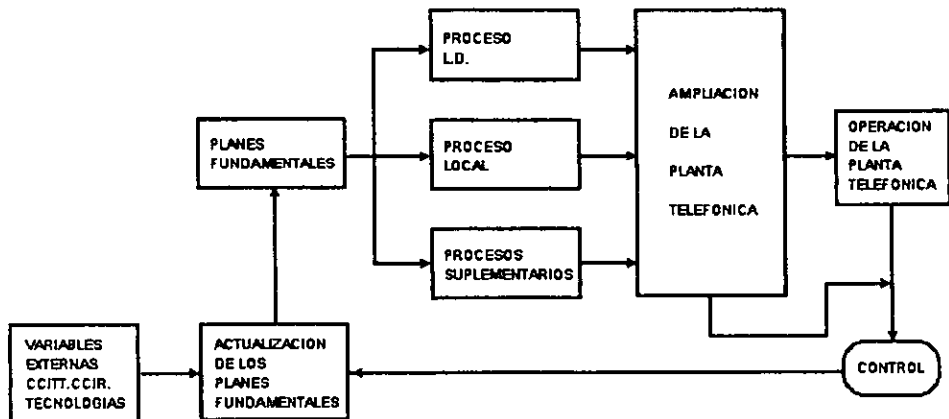 PROCESO
L.D.
PLANES
FUNDAMENTALES
PROCESO
LOCAL
PROCESOS
SUPLEMENTARIOS
AMPLIACION
DE LA
PLANTA
TELEFONICA
OPERACION
DE LA
PLANTA
TELEFONICA
VARIABLES
EXTERNAS
CCITT.CCIR.
TECNOLOGIAS
ACTUALIZACION
DE LOS
PLANES
FUNDAMENTALES
CONTROL